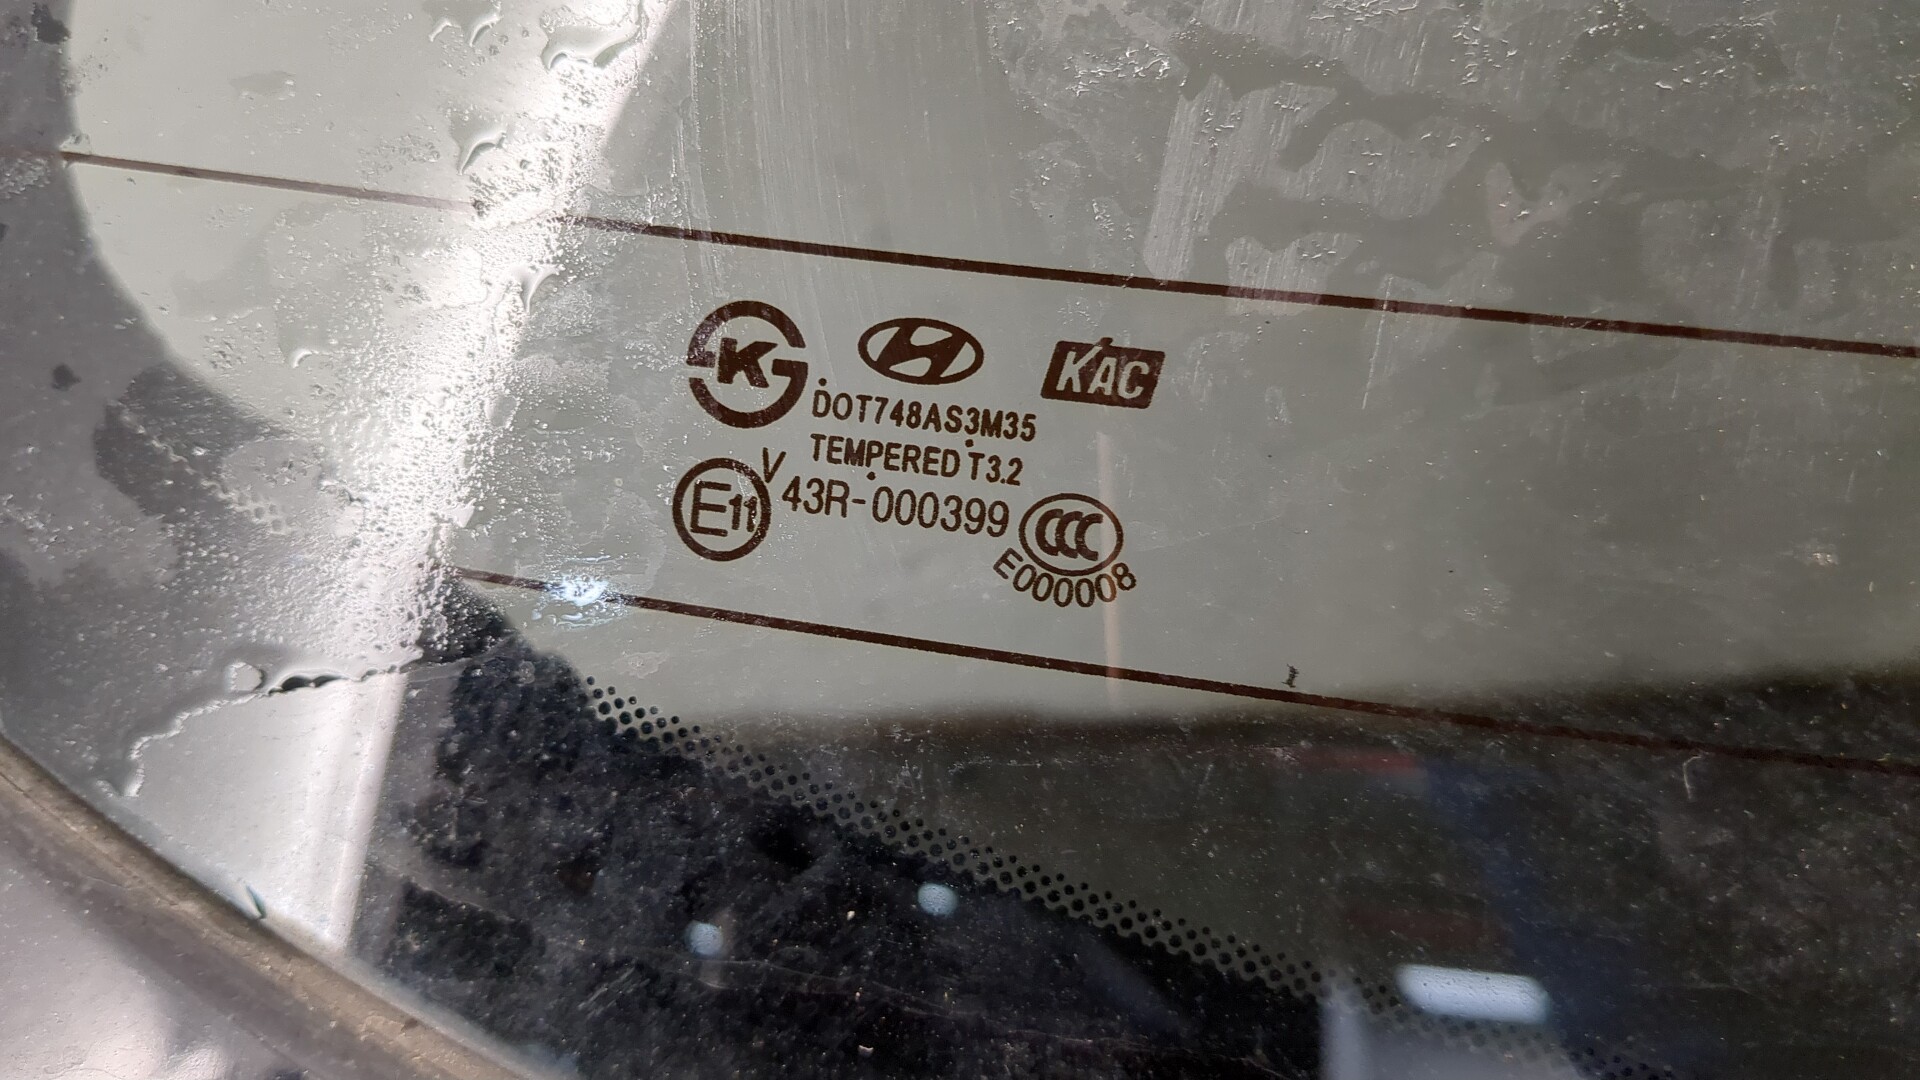 K
KAC
DOT748AS3M35
TEMPERED T3.2
E11 V 43R-000399 CCC
E000008